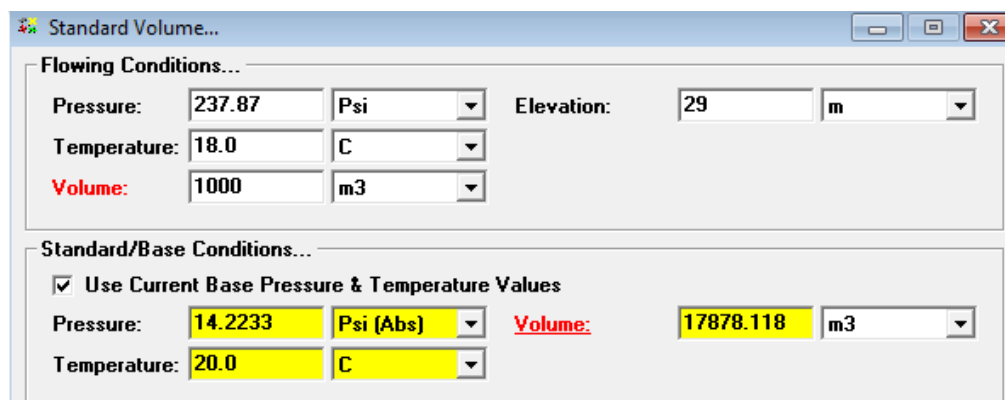 Standard Volume...
Flowing Conditions...
Pressure: 237.87 Psi Elevation: 29 m
Temperature: 18.0 C
Volume: 1000 m3
Standard/Base Conditions...
Use Current Base Pressure & Temperature Values
Pressure: 14.2233 Psi (Abs) Volume: 17878.118 m3
Temperature: 20.0 C